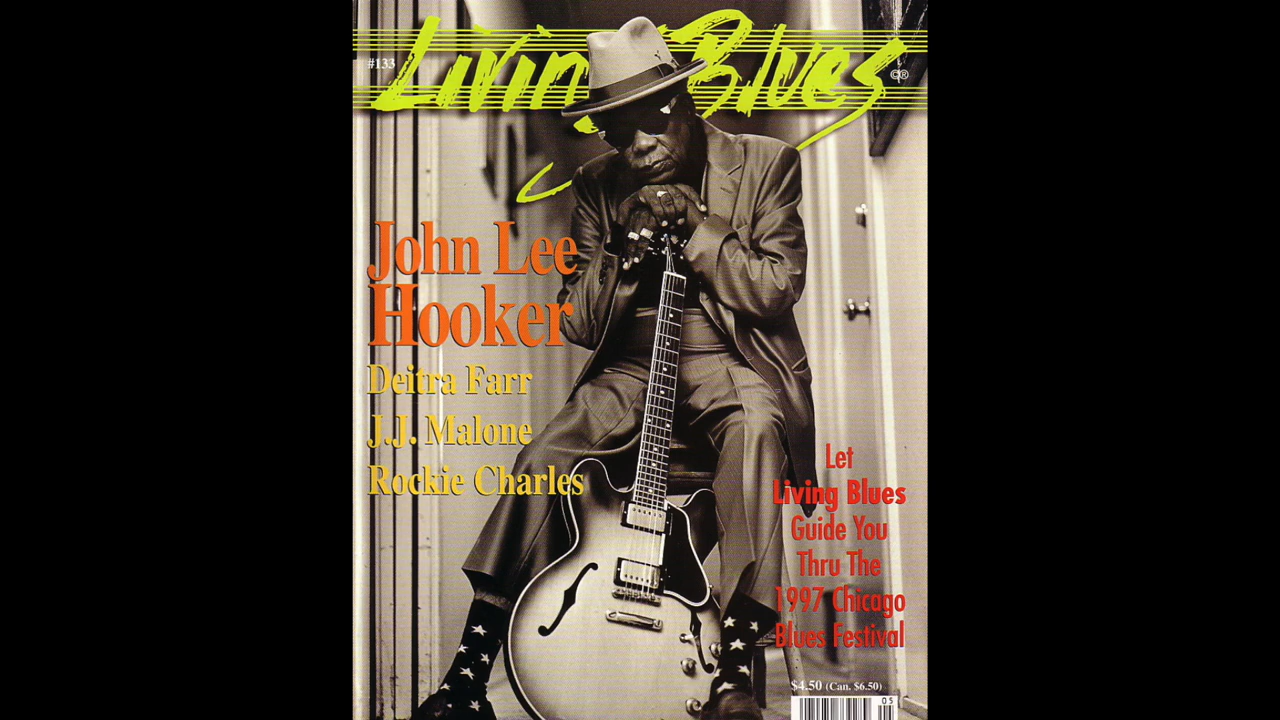 Living Blues
#133
©®
John Lee
Hooker
Deitra Farr
J.J. Malone
Rockie Charles
Let
Living Blues
Guide You
Thru The
1997 Chicago
Blues Festival
$4.50 (Can. $6.50)
05